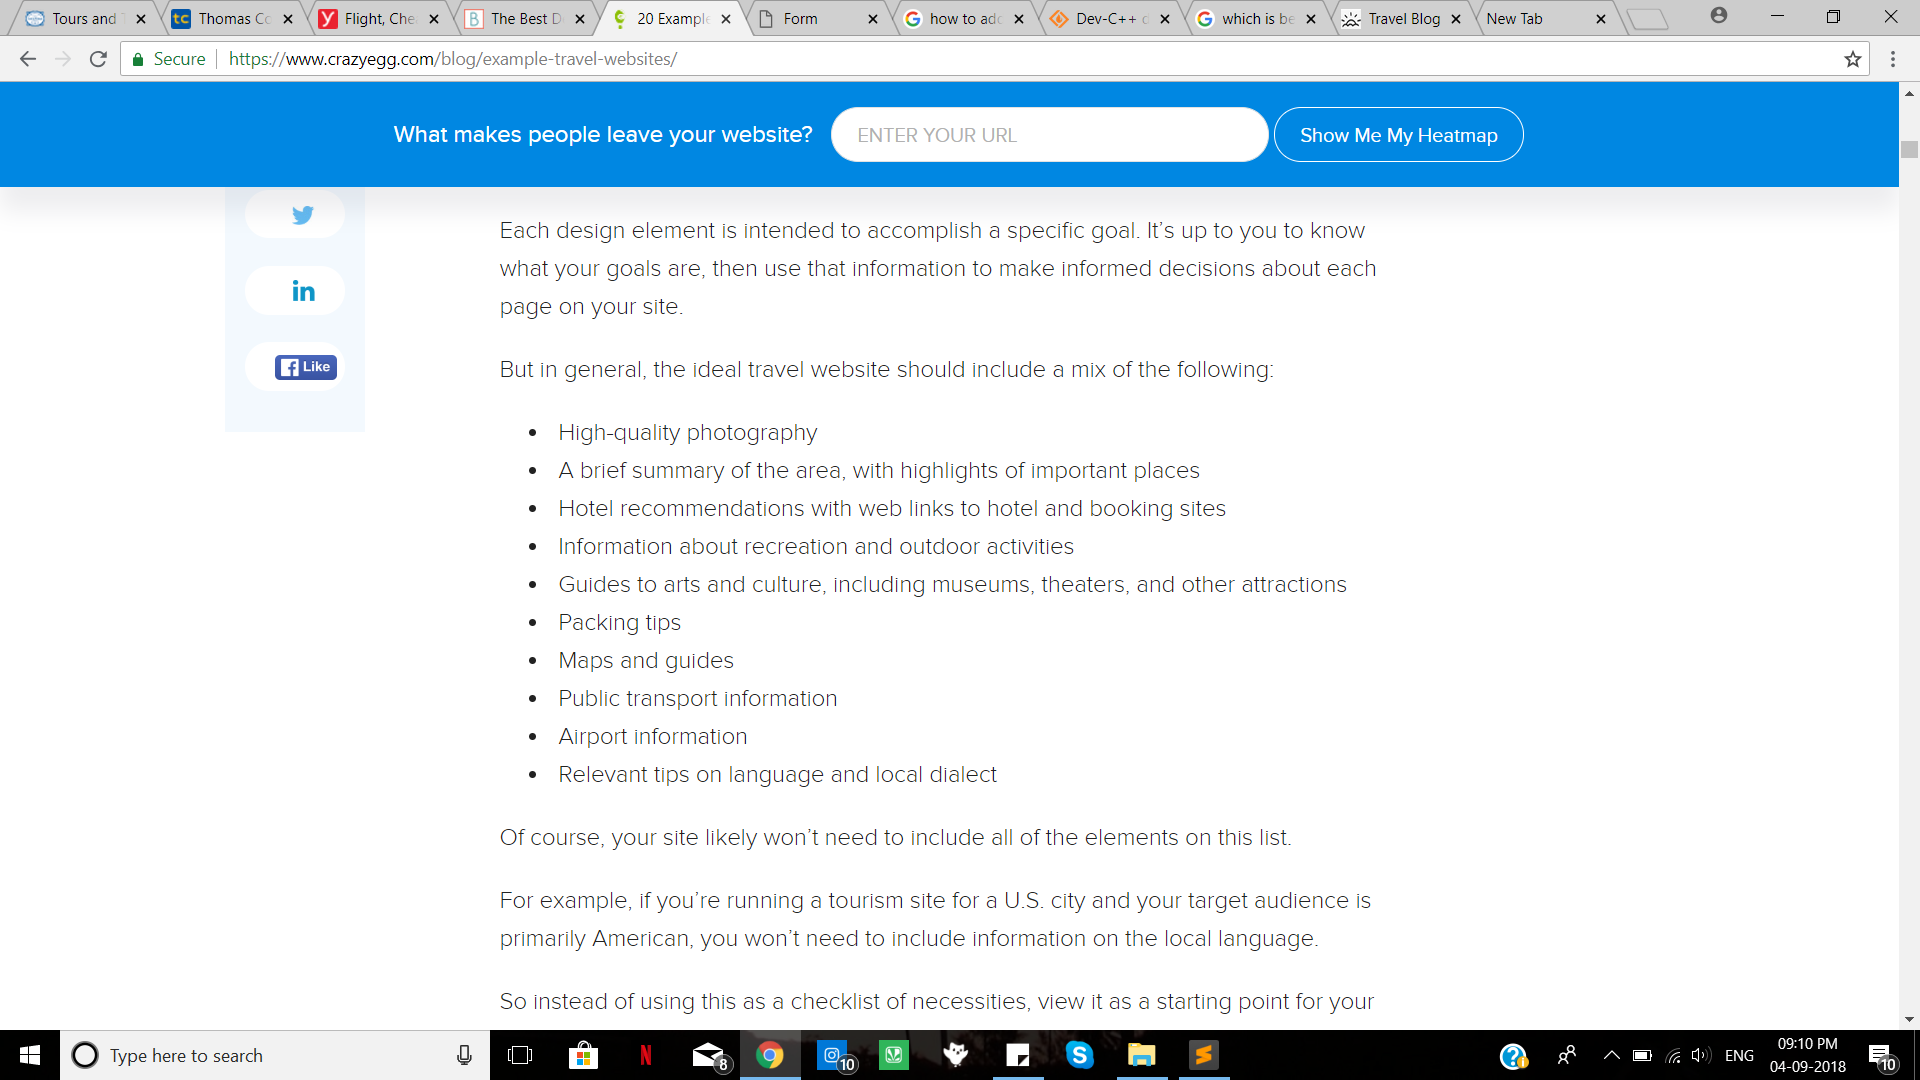 Tours and
Thomas Co
Flight, Che
The Best D
20 Example
Form
how to add
Dev-C++
which is be
Travel Blog
New Tab
Secure
https://www.crazyegg.com/blog/example-travel-websites/
What makes people leave your website?
ENTER YOUR URL
Show Me My Heatmap
Each design element is intended to accomplish a specific goal. It’s up to you to know
what your goals are, then use that information to make informed decisions about each
page on your site.
in
f Like
But in general, the ideal travel website should include a mix of the following:
• High-quality photography
• A brief summary of the area, with highlights of important places
• Hotel recommendations with web links to hotel and booking sites
• Information about recreation and outdoor activities
• Guides to arts and culture, including museums, theaters, and other attractions
• Packing tips
• Maps and guides
• Public transport information
• Airport information
• Relevant tips on language and local dialect
Of course, your site likely won’t need to include all of the elements on this list.
For example, if you’re running a tourism site for a U.S. city and your target audience is
primarily American, you won’t need to include information on the local language.
So instead of using this as a checklist of necessities, view it as a starting point for your
Type here to search
N
8
10
S
ENG
09:10 PM
04-09-2018
10